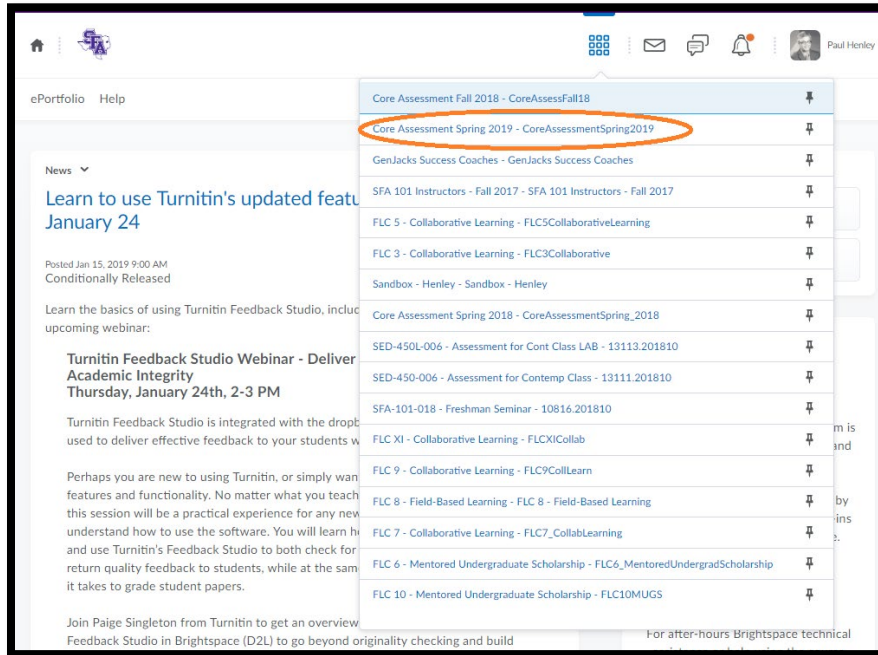 SFA
Paul Henley
ePortfolio Help
Core Assessment Fall 2018 - CoreAssessFall18
Core Assessment Spring 2019 - CoreAssessmentSpring2019
GenJacks Success Coaches - GenJacks Success Coaches
SFA 101 Instructors - Fall 2017 - SFA 101 Instructors - Fall 2017
FLC 5 - Collaborative Learning - FLC5CollaborativeLearning
FLC 3 - Collaborative Learning - FLC3Collaborative
Sandbox - Henley - Sandbox - Henley
Core Assessment Spring 2018 - CoreAssessmentSpring_2018
SED-450L-006 - Assessment for Cont Class LAB - 13113.201810
SED-450-006 - Assessment for Contemp Class - 13111.201810
SFA-101-018 - Freshman Seminar - 10816.201810
FLC XI - Collaborative Learning - FLCXICollab
FLC 9 - Collaborative Learning - FLC9CollLearn
FLC 8 - Field-Based Learning - FLC 8 - Field-Based Learning
FLC 7 - Collaborative Learning - FLC7_CollabLearning
FLC 6 - Mentored Undergraduate Scholarship - FLC6_MentoredUndergradScholarship
FLC 10 - Mentored Undergraduate Scholarship - FLC10MUGS
News
Learn to use Turnitin's updated featu
January 24
Posted Jan 15, 2019 9:00 AM
Conditionally Released
Learn the basics of using Turnitin Feedback Studio, includ
upcoming webinar:
Turnitin Feedback Studio Webinar - Deliver
Academic Integrity
Thursday, January 24th, 2-3 PM
Turnitin Feedback Studio is integrated with the dropb
used to deliver effective feedback to your students w
Perhaps you are new to using Turnitin, or simply wan
features and functionality. No matter what you teach
this session will be a practical experience for any new
understand how to use the software. You will learn h
and use Turnitin's Feedback Studio to both check for
return quality feedback to students, while at the sam
it takes to grade student papers.
Join Paige Singleton from Turnitin to get an overview
Feedback Studio in Brightspace (D2L) to go beyond originality checking and build
m is
and
by
-ins
e.
For after-hours Brightspace technical